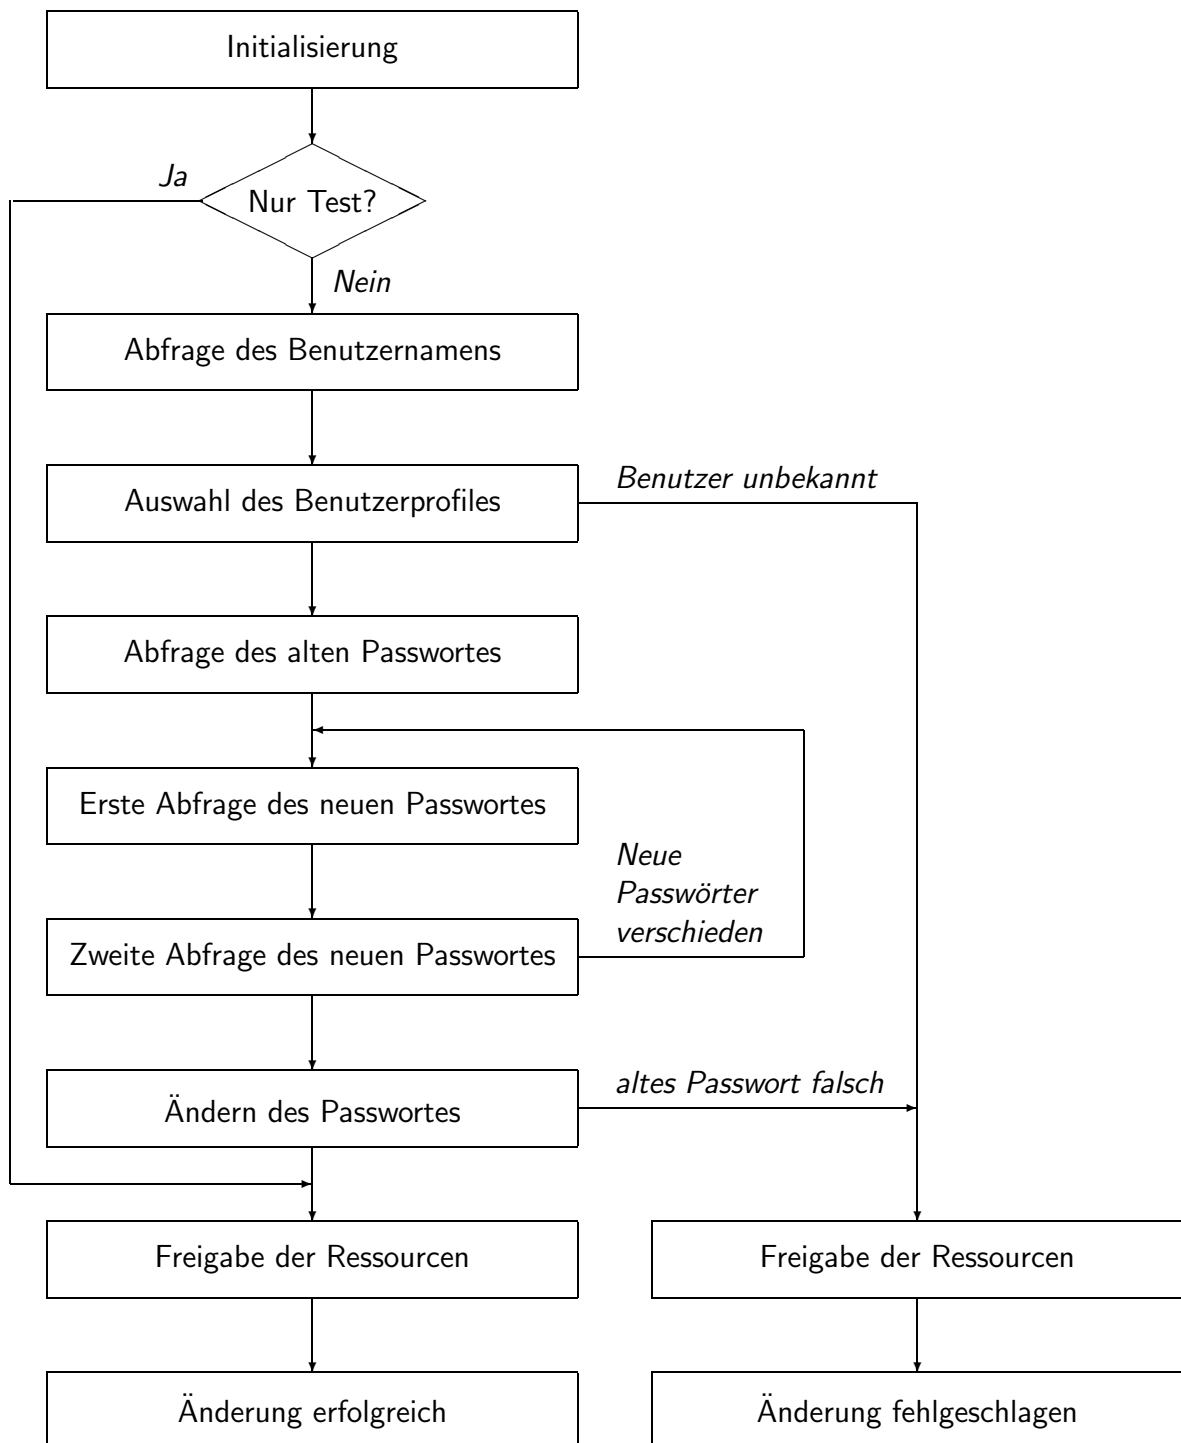 Initialisierung
Ja
Nur Test?
Nein
Abfrage des Benutzernamens
Benutzer unbekannt
Auswahl des Benutzerprofiles
Abfrage des alten Passwortes
Erste Abfrage des neuen Passwortes
Neue
Passwörter
verschieden
Zweite Abfrage des neuen Passwortes
altes Passwort falsch
Ändern des Passwortes
Freigabe der Ressourcen
Freigabe der Ressourcen
Änderung erfolgreich
Änderung fehlgeschlagen